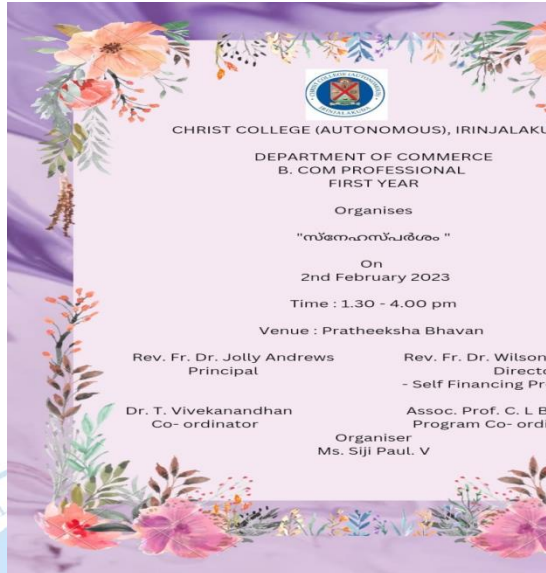 CHRIST COLLEGE (AUTONOMOUS), IRINJALAKU
DEPARTMENT OF COMMERCE
B. COM PROFESSIONAL
FIRST YEAR
Organises
"സ്നേഹസ്പർശം "
On
2nd February 2023
Time : 1.30 - 4.00 pm
Venue : Pratheeksha Bhavan
Rev. Fr. Dr. Jolly Andrews
Principal
Rev. Fr. Dr. Wilson
Directo
- Self Financing Pr
Dr. T. Vivekanandhan
Co- ordinator
Assoc. Prof. C. L B
Program Co- ordi
Organiser
Ms. Siji Paul. V